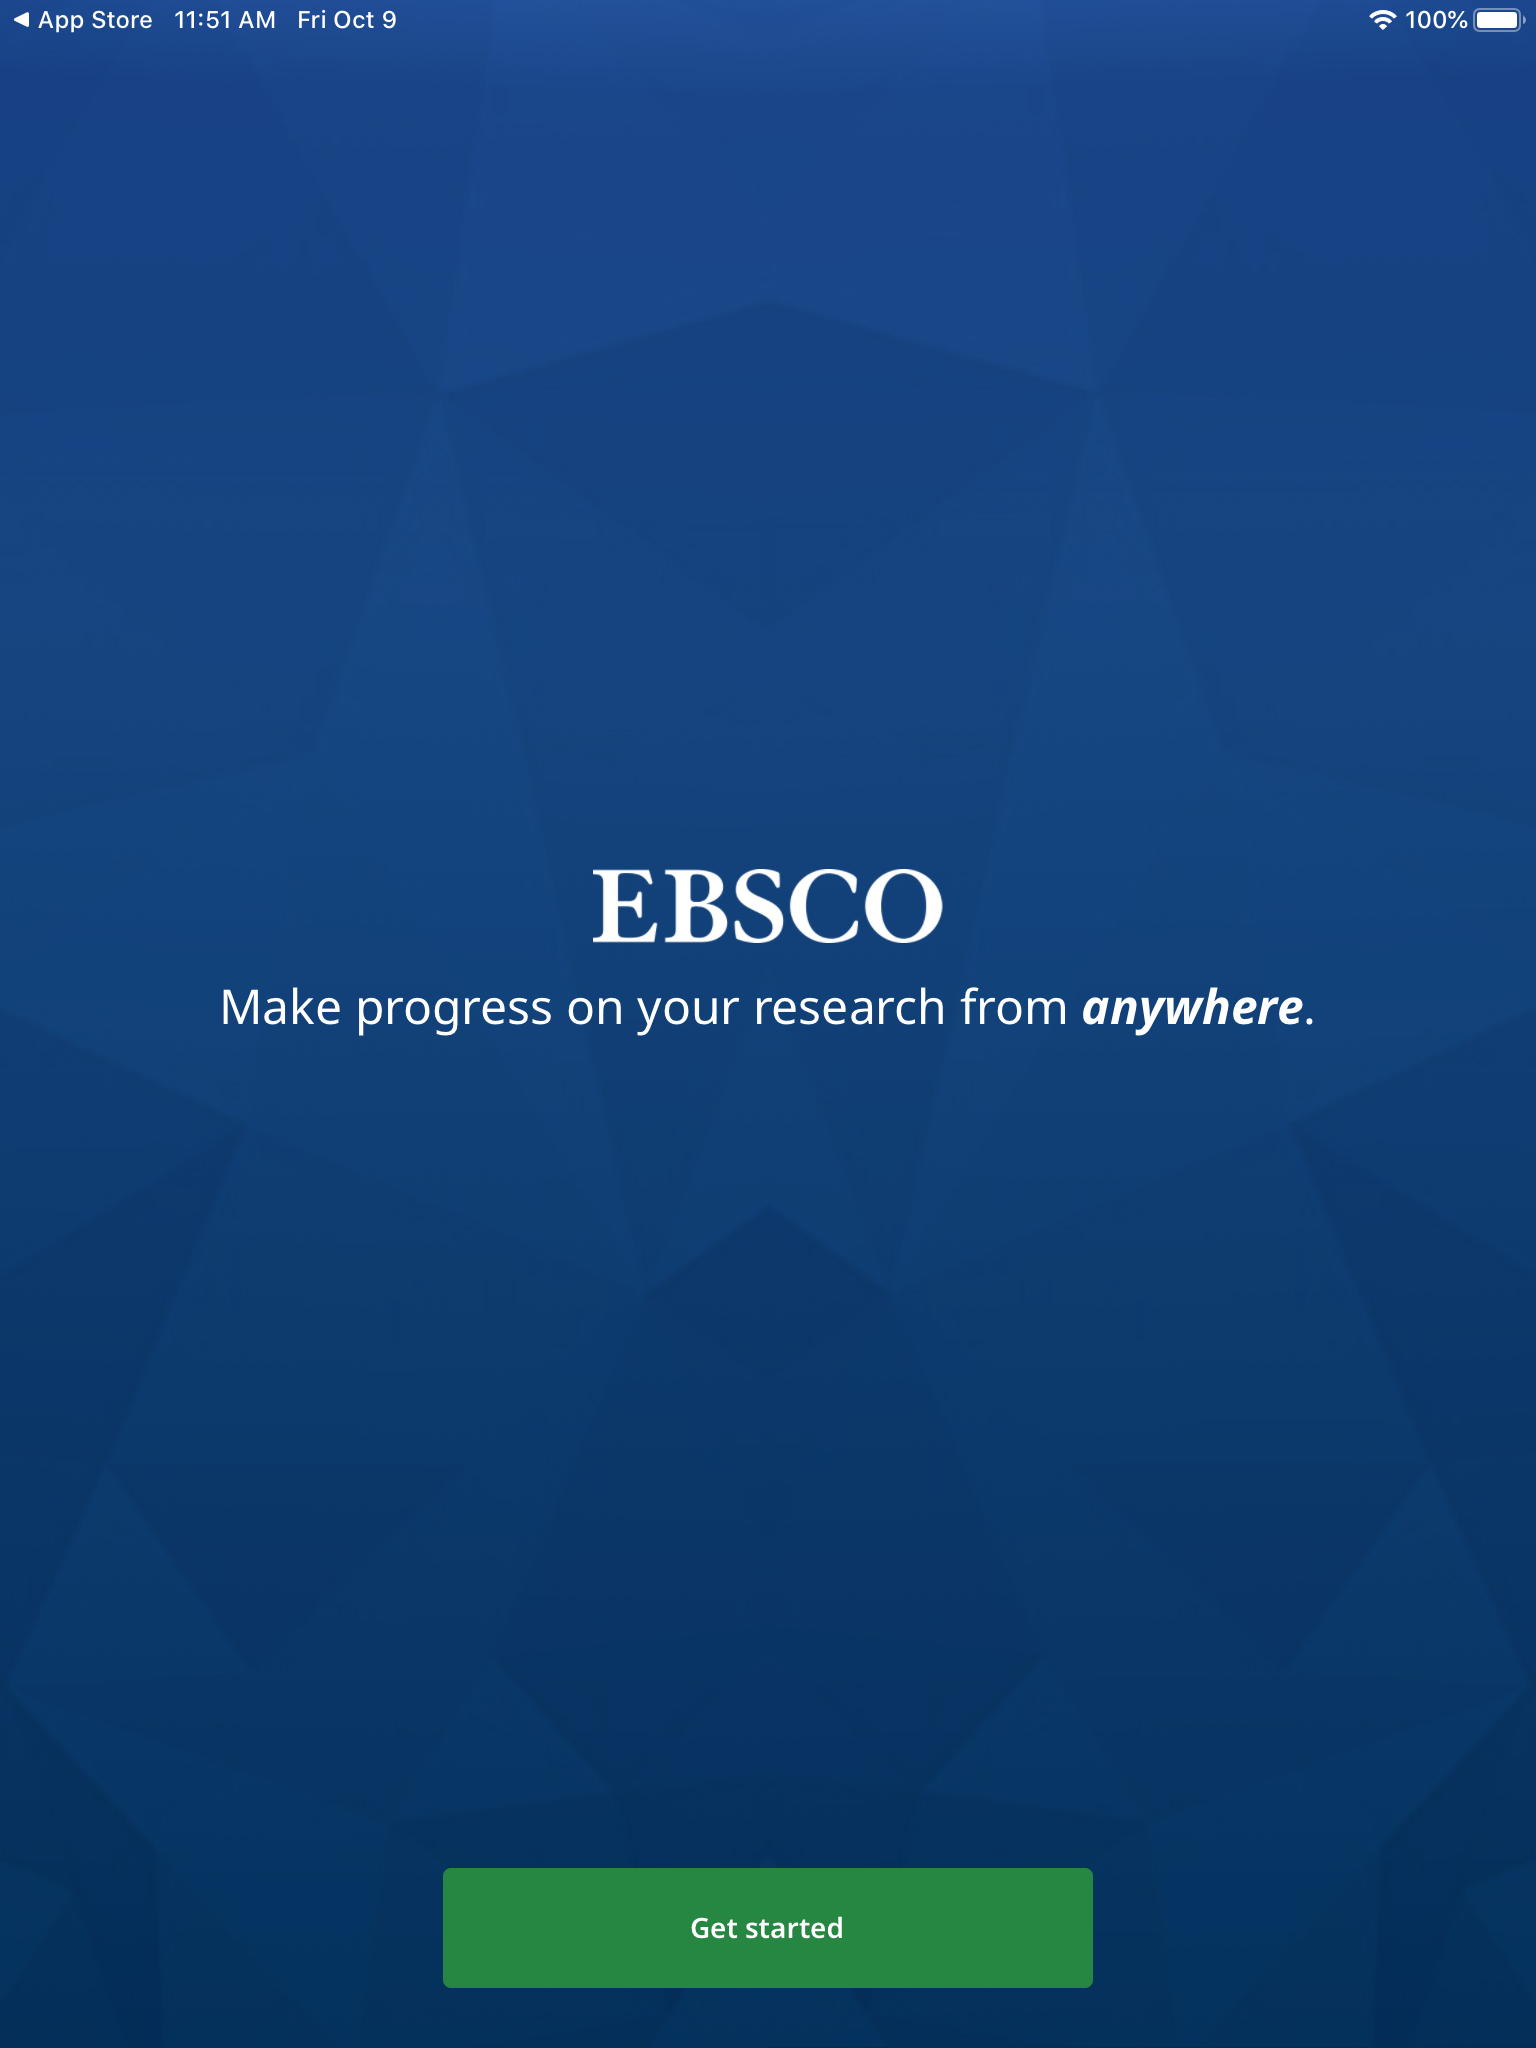 App Store 11:51 AM Fri Oct 9 100%
EBSCO
Make progress on your research from anywhere.
Get started